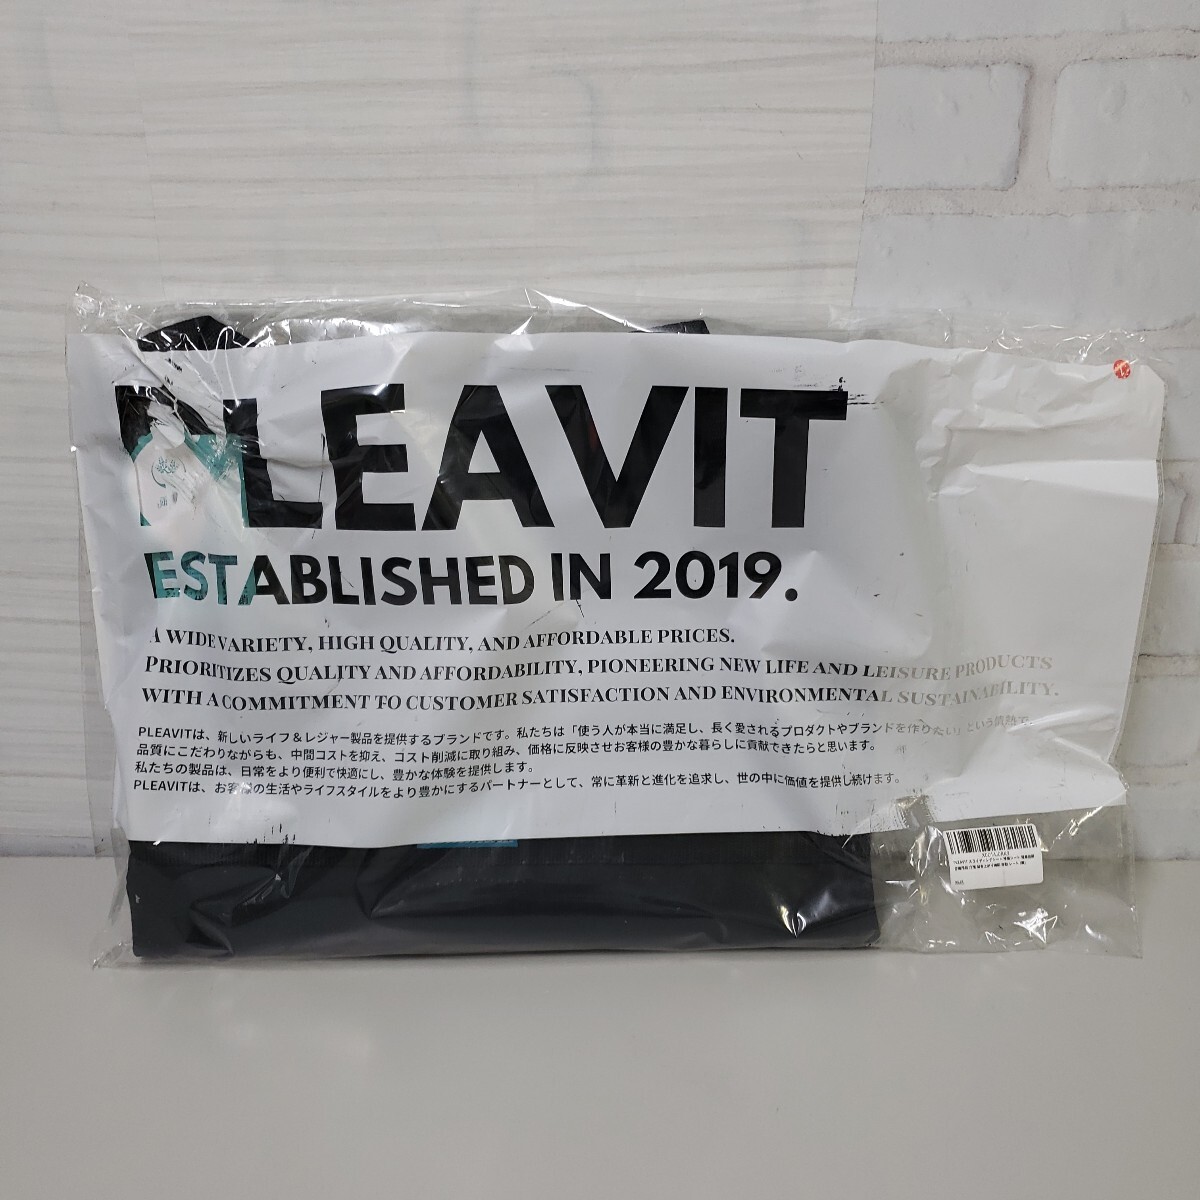 PLEAVIT
ESTABLISHED IN 2019.
A WIDE VARIETY, HIGH QUALITY, AND AFFORDABLE PRICES.
PRIORITIZES QUALITY AND AFFORDABILITY, PIONEERING NEW LIFE AND LEISURE PRODUCTS
WITH A COMMITMENT TO CUSTOMER SATISFACTION AND ENVIRONMENTAL SUSTAINABILITY.
PLEAVITは、新しいライフ＆レジャー製品を提供するブランドです。私たちは「使う人が本当に満足し、長く愛されるプロダクトやブランドを作りたい」という情熱で、
品質にこだわりながらも、中間コストを抑え、コスト削減に取り組み、価格に反映させお客様の豊かな暮らしに貢献できたらと思います。
私たちの製品は、日常をより便利で快適にし、豊かな体験を提供します。
PLEAVITは、お客様の生活やライフスタイルをより豊かにするパートナーとして、常に革新と進化を追求し、世の中に価値を提供し続けます。